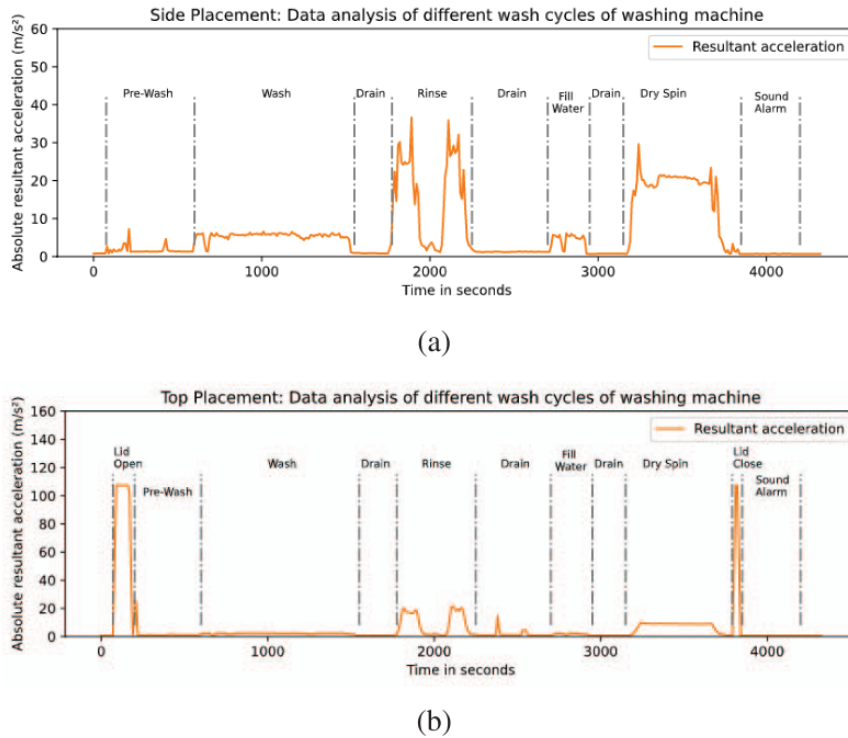 Side Placement: Data analysis of different wash cycles of washing machine
Absolute resultant acceleration (m/s²)
60
50
40
30
20
10
0
Resultant acceleration
Pre-Wash
Wash
Drain
Rinse
Drain
Fill
Water
Drain
Dry Spin
Sound
Alarm
0
1000
2000
3000
4000
Time in seconds
(a)
Top Placement: Data analysis of different wash cycles of washing machine
Absolute resultant acceleration (m/s²)
160
140
120
100
80
60
40
20
0
Resultant acceleration
Lid
Open
Pre-Wash
Wash
Drain
Rinse
Drain
Fill
Water
Drain
Dry Spin
Lid
Close
Sound
Alarm
0
1000
2000
3000
4000
Time in seconds
(b)